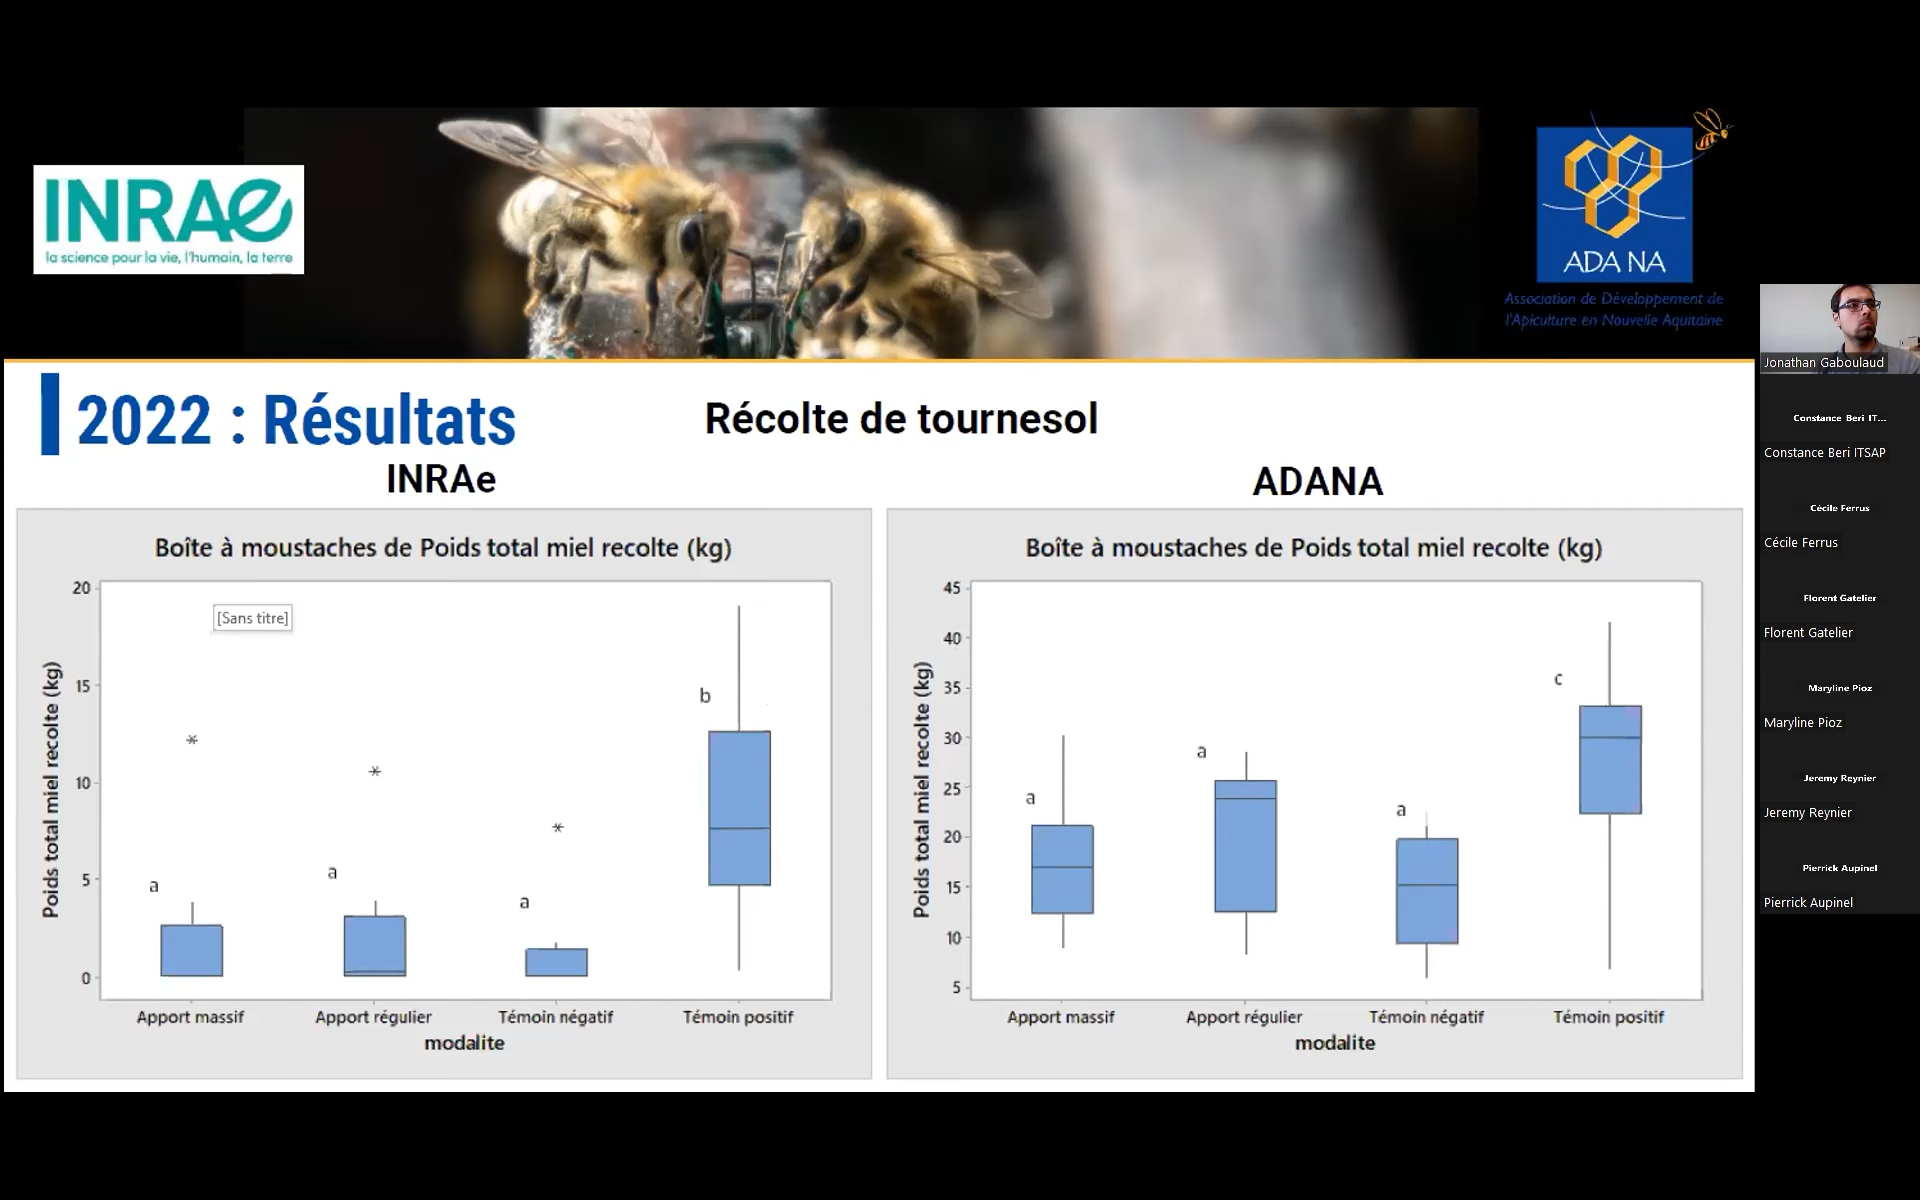 INRAE
la science pour la vie, l'humain, la terre
ADA NA
Association de Développement de
l'Apiculture en Nouvelle Aquitaine
2022 : Résultats
Récolte de tournesol
INRAe
ADANA
Boîte à moustaches de Poids total miel recolte (kg)
[Sans titre]
Poids total miel recolte (kg)
20
15
10
5
0
a
a
a
b
Apport massif
Apport régulier
Témoin négatif
Témoin positif
modalite
Boîte à moustaches de Poids total miel recolte (kg)
Poids total miel recolte (kg)
45
40
35
30
25
20
15
10
5
a
a
a
c
Apport massif
Apport régulier
Témoin négatif
Témoin positif
modalite
Jonathan Gaboulaud
Constance Beri IT...
Constance Beri ITSAP
Cécile Ferrus
Cécile Ferrus
Florent Gatelier
Florent Gatelier
Maryline Pioz
Maryline Pioz
Jeremy Reynier
Jeremy Reynier
Pierrick Aupinel
Pierrick Aupinel